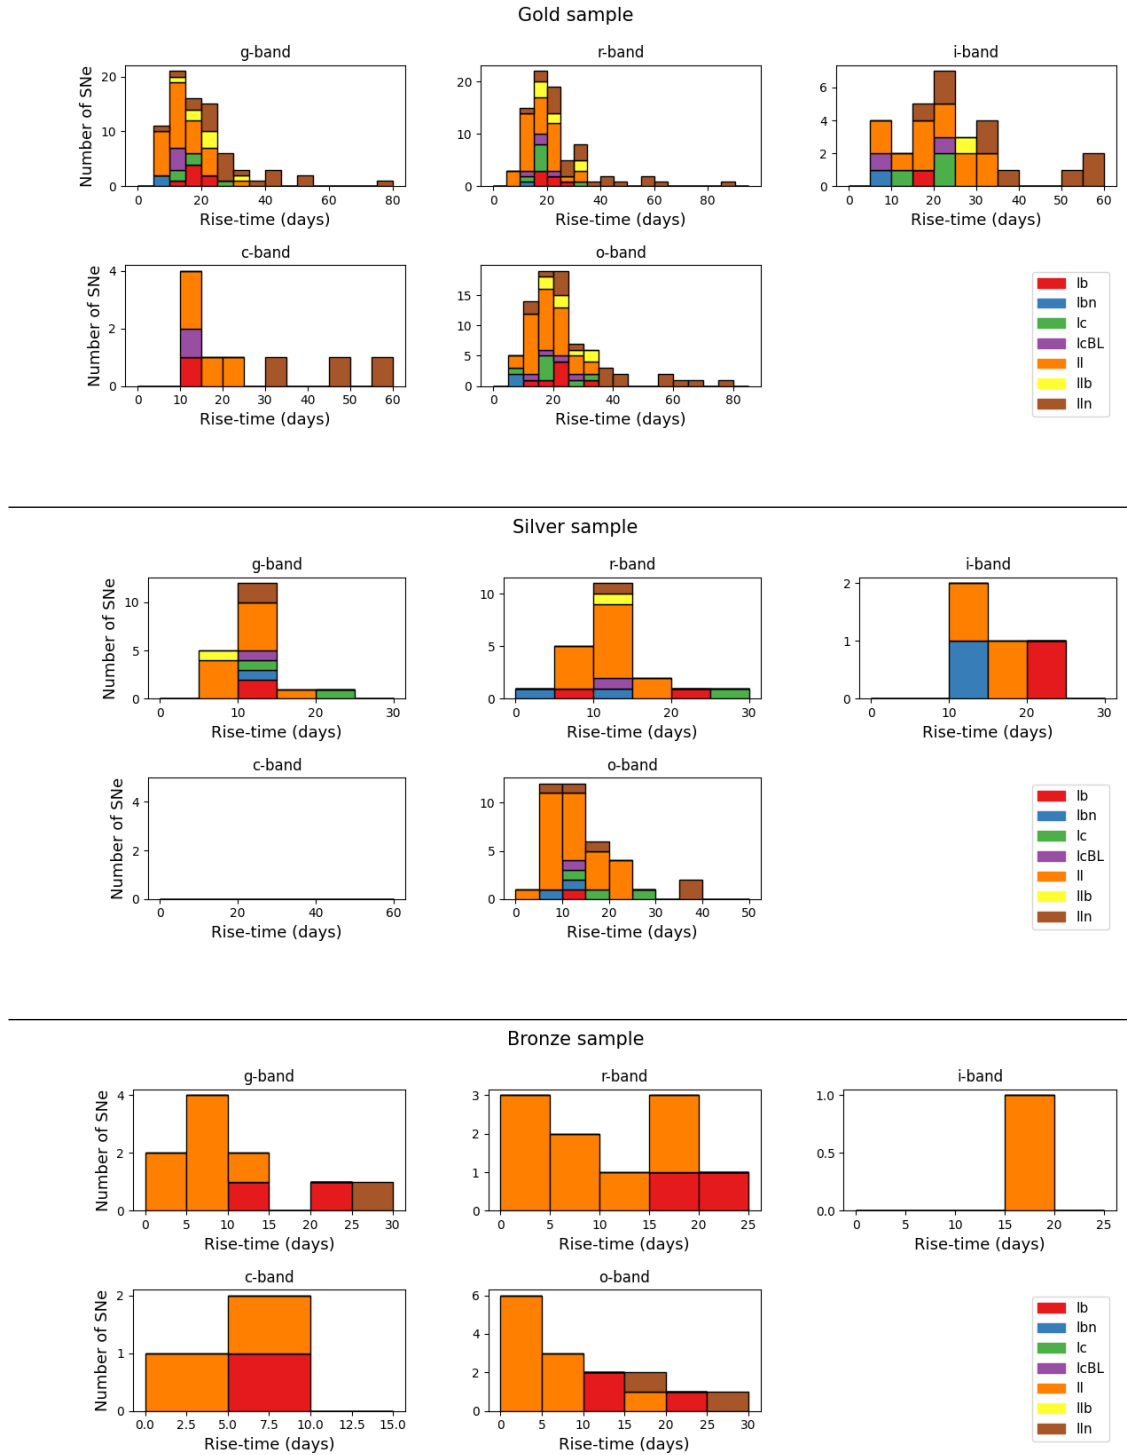 Gold sample
g-band
r-band
i-band
Number of SNe
0
10
20
0
20
40
60
80
Rise-time (days)
0
10
20
0
20
40
60
80
Rise-time (days)
0
2
4
6
0
10
20
30
40
50
60
Rise-time (days)
c-band
o-band
Number of SNe
0
2
4
0
10
20
30
40
50
60
Rise-time (days)
0
5
10
15
0
20
40
60
80
Rise-time (days)
Ib
Ibn
Ic
IcBL
II
IIb
IIn
Silver sample
g-band
r-band
i-band
Number of SNe
0
5
10
0
10
20
30
Rise-time (days)
0
5
10
0
10
20
30
Rise-time (days)
0
1
2
0
10
20
30
Rise-time (days)
c-band
o-band
Number of SNe
0
2
4
0
20
40
60
Rise-time (days)
0
5
10
0
10
20
30
40
50
Rise-time (days)
Ib
Ibn
Ic
IcBL
II
IIb
IIn
Bronze sample
g-band
r-band
i-band
Number of SNe
0
2
4
0
5
10
15
20
25
30
Rise-time (days)
0
1
2
3
0
5
10
15
20
25
Rise-time (days)
0.0
0.5
1.0
0
5
10
15
20
25
Rise-time (days)
c-band
o-band
Number of SNe
0
1
2
0.0
2.5
5.0
7.5
10.0
12.5
15.0
Rise-time (days)
0
2
4
6
0
5
10
15
20
25
30
Rise-time (days)
Ib
Ibn
Ic
IcBL
II
IIb
IIn